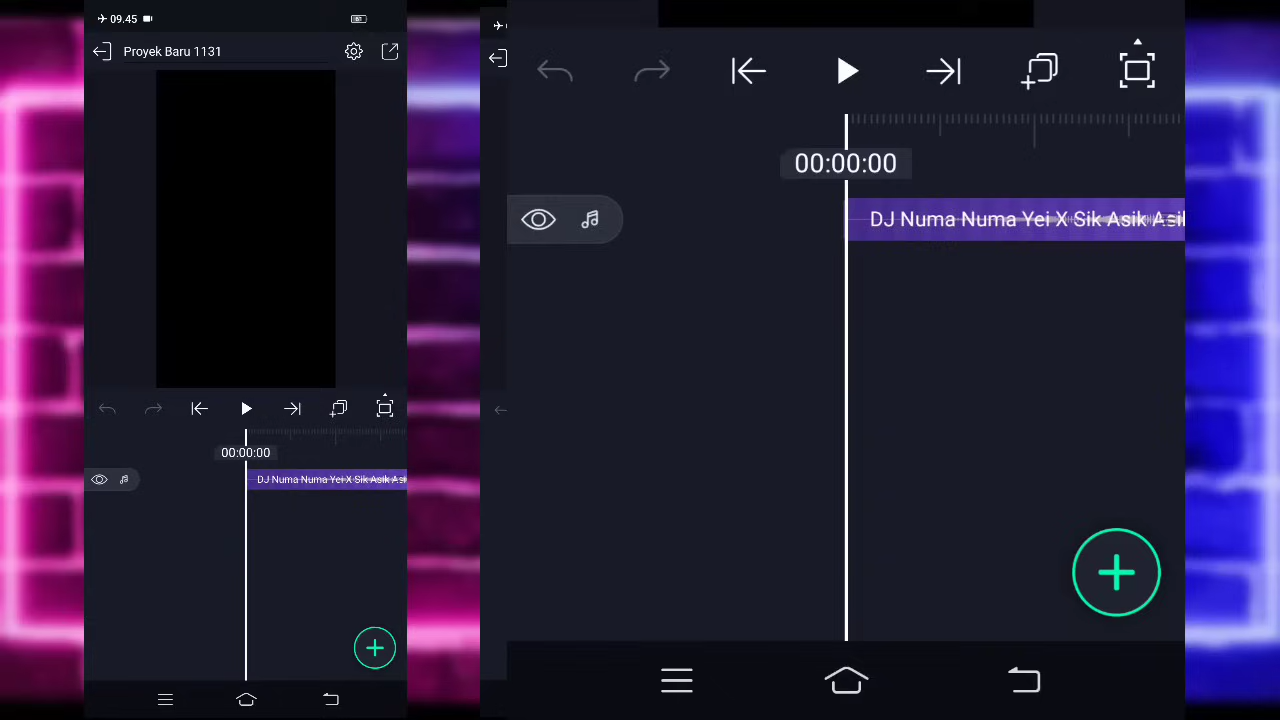 09.45
Proyek Baru 1131
00:00:00
DJ Numa Numa Yei X Sik Asik Asi
00:00:00
DJ Numa Numa Yei X Sik Asik Asik